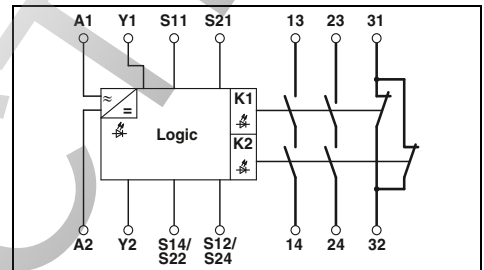 A1 Y1 S11 S21 13 23 31
K1
≈
=
Logic
K2
A2 Y2 S14/ S12/ 14 24 32
S22 S24